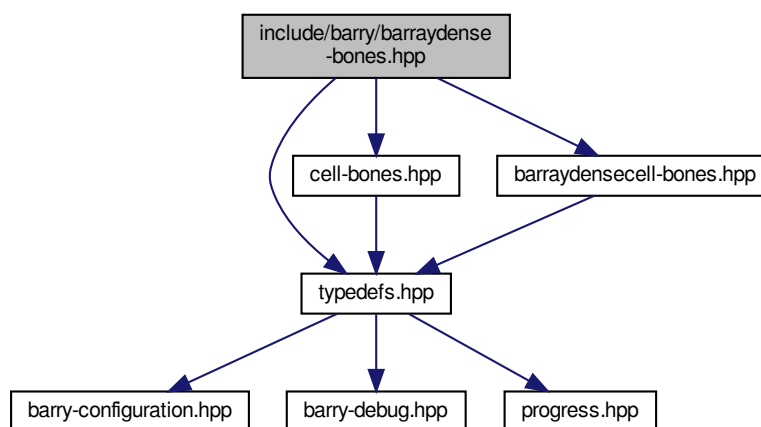 include/barry/barraydense
-bones.hpp
cell-bones.hpp
barraydensecell-bones.hpp
typedefs.hpp
barry-configuration.hpp
barry-debug.hpp
progress.hpp